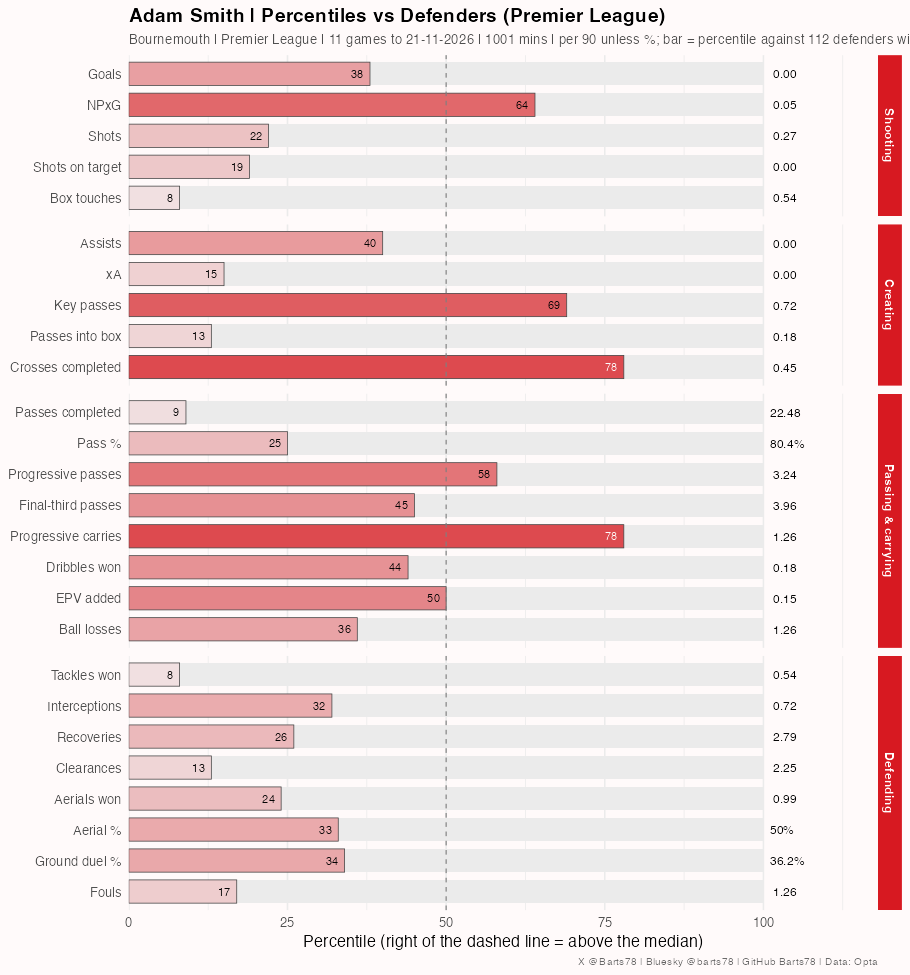 Adam Smith | Percentiles vs Defenders (Premier League)
Bournemouth | Premier League | 11 games to 21-11-2026 | 1001 mins | per 90 unless %; bar = percentile against 112 defenders wi
Goals 38 0.00
NPxG 64 0.05
Shots 22 0.27
Shots on target 19 0.00
Box touches 8 0.54
Shooting
Assists 40 0.00
xA 15 0.00
Key passes 69 0.72
Passes into box 13 0.18
Crosses completed 78 0.45
Creating
Passes completed 9 22.48
Pass % 25 80.4%
Progressive passes 58 3.24
Final-third passes 45 3.96
Progressive carries 78 1.26
Dribbles won 44 0.18
EPV added 50 0.15
Ball losses 36 1.26
Passing & carrying
Tackles won 8 0.54
Interceptions 32 0.72
Recoveries 26 2.79
Clearances 13 2.25
Aerials won 24 0.99
Aerial % 33 50%
Ground duel % 34 36.2%
Fouls 17 1.26
Defending
0 25 50 75 100
Percentile (right of the dashed line = above the median)
X @Barts78 | Bluesky @barts78 | GitHub Barts78 | Data: Opta